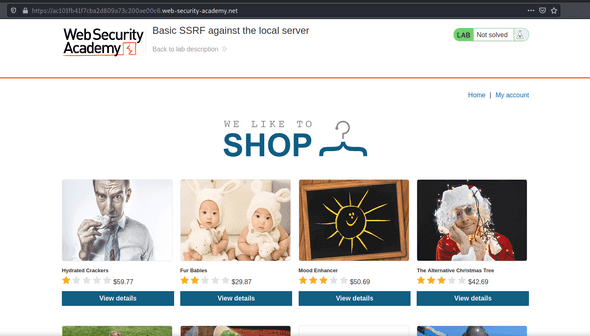 https://ac101fb41f7cba2d809a73c200ae00c6.web-security-academy.net
WebSecurity
Academy
Basic SSRF against the local server
Back to lab description
LAB Not solved
Home | My account
WE LIKE TO
SHOP
Hydrated Crackers
$59.77
View details
Fur Babies
$29.87
View details
Mood Enhancer
$50.69
View details
The Alternative Christmas Tree
$42.69
View details